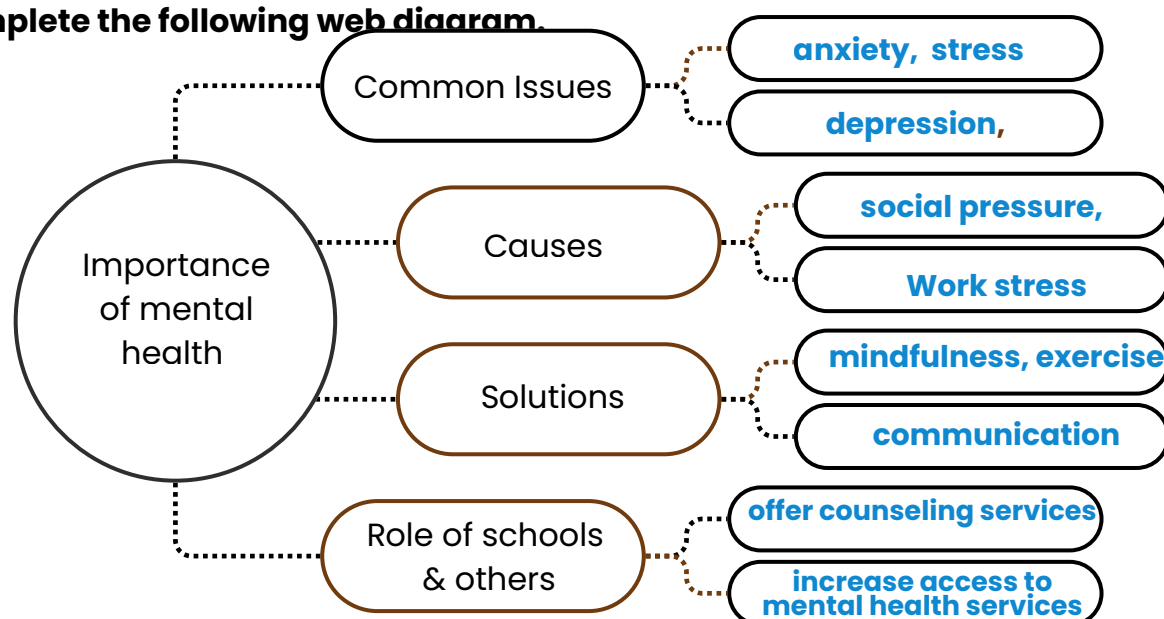 mplete the following web diagram.
Common Issues
anxiety, stress
depression,
Importance
of mental
health
Causes
social pressure,
Work stress
Solutions
mindfulness, exercise
communication
Role of schools
& others
offer counseling services
increase access to
mental health services